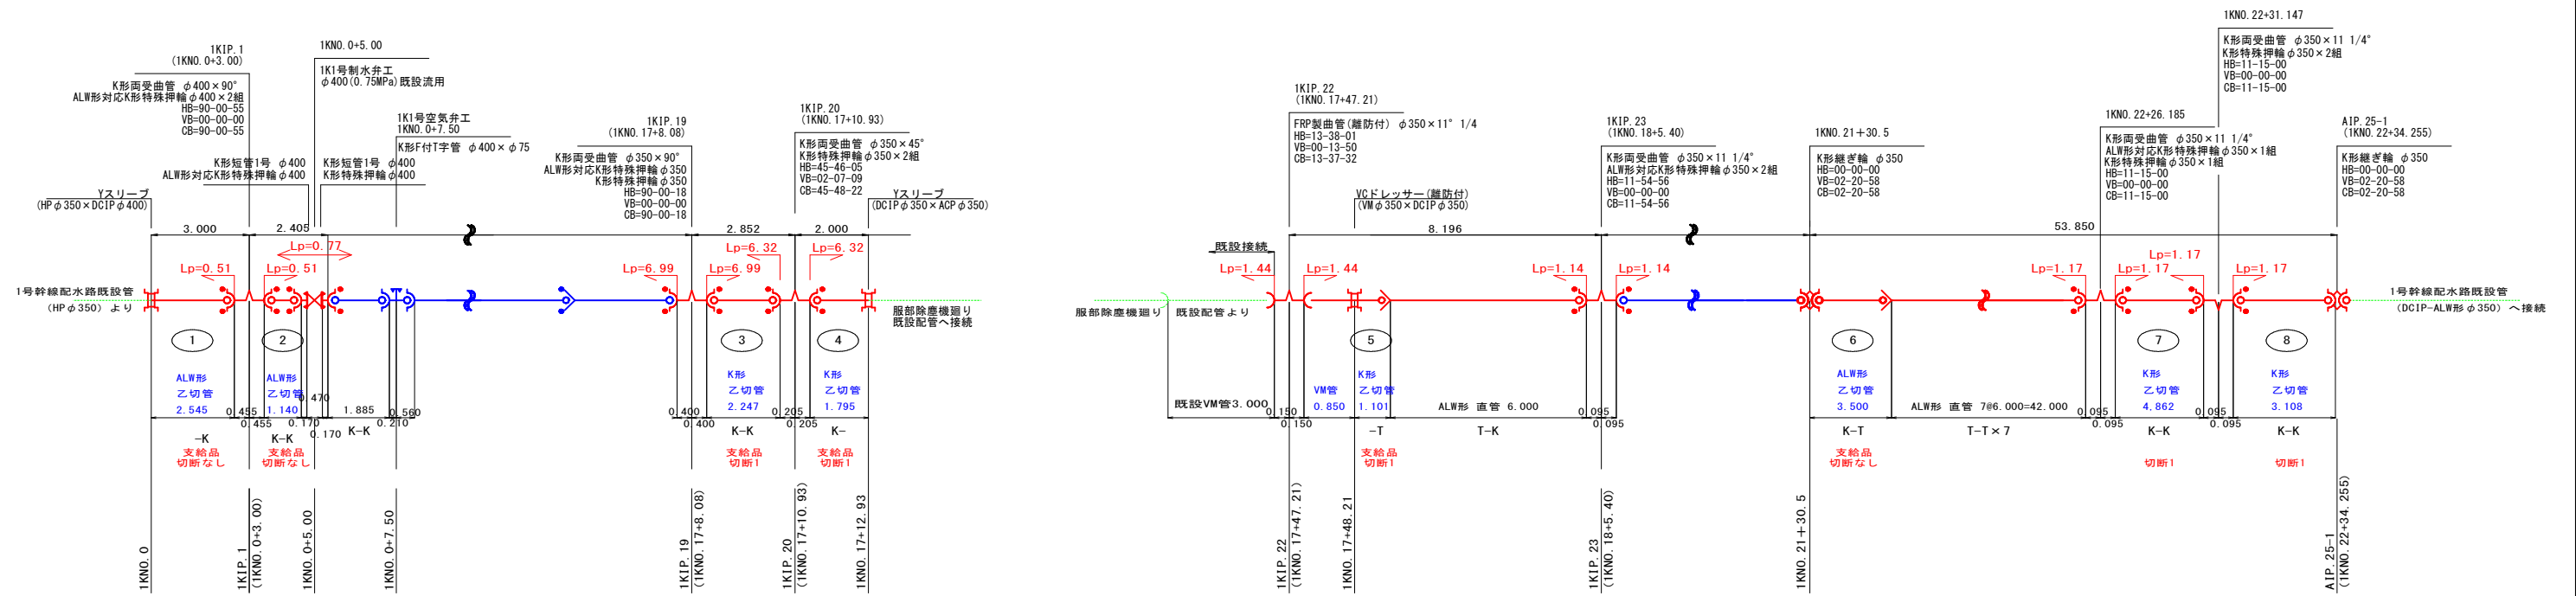 1KIP.1
(1KNO.0+3.00)
K形両受曲管 φ400×90°
ALW形対応K形特殊押輪φ400×2組
HB=90-00-55
VB=00-00-00
CB=90-00-55
1KNO.0+5.00
1K1号制水弁工
φ400(0.75MPa)既設流用
1K1号空気弁工
1KNO.0+7.50
K形F付T字管 φ400×φ75
K形短管1号 φ400
ALW形対応K形特殊押輪φ400
K形短管1号 φ400
K形特殊押輪φ400
Yスリーブ
(HPφ350×DCIPφ400)
1KIP.19
(1KNO.17+8.08)
K形両受曲管 φ350×90°
ALW形対応K形特殊押輪φ350
K形特殊押輪φ350
HB=90-00-18
VB=00-00-00
CB=90-00-18
1KIP.20
(1KNO.17+10.93)
K形両受曲管 φ350×45°
K形特殊押輪φ350×2組
HB=45-46-05
VB=02-07-09
CB=45-48-22
Yスリーブ
(DCIPφ350×ACPφ350)
3.000
2.405
2.852
2.000
Lp=0.77
Lp=0.51
Lp=0.51
Lp=6.99
Lp=6.99
Lp=6.32
Lp=6.32
1号幹線配水路既設管
(HPφ350) より
服部除塵機廻り
既設配管へ接続
1
2
3
4
ALW形
乙切管
2.545
ALW形
乙切管
1.140
K形
乙切管
2.247
K形
乙切管
1.795
0.455
0.455
0.170
0.470
0.170
1.885
0.210
0.560
0.400
0.400
0.205
0.205
-K
K-K
K-K
K-K
K-
支給品
切断なし
支給品
切断なし
支給品
切断1
支給品
切断1
1KNO.0
1KIP.1
(1KNO.0+3.00)
1KNO.0+5.00
1KNO.0+7.50
1KIP.19
(1KNO.17+8.08)
1KIP.20
(1KNO.17+10.93)
1KNO.17+12.93
1KIP.22
(1KNO.17+47.21)
FRP製曲管(離防付) φ350×11° 1/4
HB=13-38-01
VB=00-13-50
CB=13-37-32
VCドレッサー(離防付)
(VMφ350×DCIPφ350)
1KIP.23
(1KNO.18+5.40)
K形両受曲管 φ350×11 1/4°
ALW形対応K形特殊押輪φ350×2組
HB=11-54-56
VB=00-00-00
CB=11-54-56
1KNO.21+30.5
K形継ぎ輪 φ350
HB=00-00-00
VB=02-20-58
CB=02-20-58
1KNO.22+26.185
K形両受曲管 φ350×11 1/4°
ALW形対応K形特殊押輪φ350×1組
K形特殊押輪φ350×1組
HB=11-15-00
VB=00-00-00
CB=11-15-00
1KNO.22+31.147
K形両受曲管 φ350×11 1/4°
K形特殊押輪φ350×2組
HB=11-15-00
VB=00-00-00
CB=11-15-00
AIP.25-1
(1KNO.22+34.255)
K形継ぎ輪 φ350
HB=00-00-00
VB=02-20-58
CB=02-20-58
既設接続
8.196
53.850
Lp=1.44
Lp=1.44
Lp=1.14
Lp=1.14
Lp=1.17
Lp=1.17
Lp=1.17
Lp=1.17
服部除塵機廻り 既設配管より
1号幹線配水路既設管
(DCIP-ALW形φ350) へ接続
5
6
7
8
既設VM管3.000
0.150
0.150
VM管
0.850
K形
乙切管
1.101
ALW形 直管 6.000
0.095
0.095
ALW形
乙切管
3.500
ALW形 直管 7@6.000=42.000
0.095
0.095
K形
乙切管
4.862
0.095
0.095
K形
乙切管
3.108
-T
T-K
K-T
T-T×7
K-K
K-K
支給品
切断1
支給品
切断なし
切断1
切断1
1KIP.22
(1KNO.17+47.21)
1KNO.17+48.21
1KIP.23
(1KNO.18+5.40)
1KNO.21+30.5
AIP.25-1
(1KNO.22+34.255)